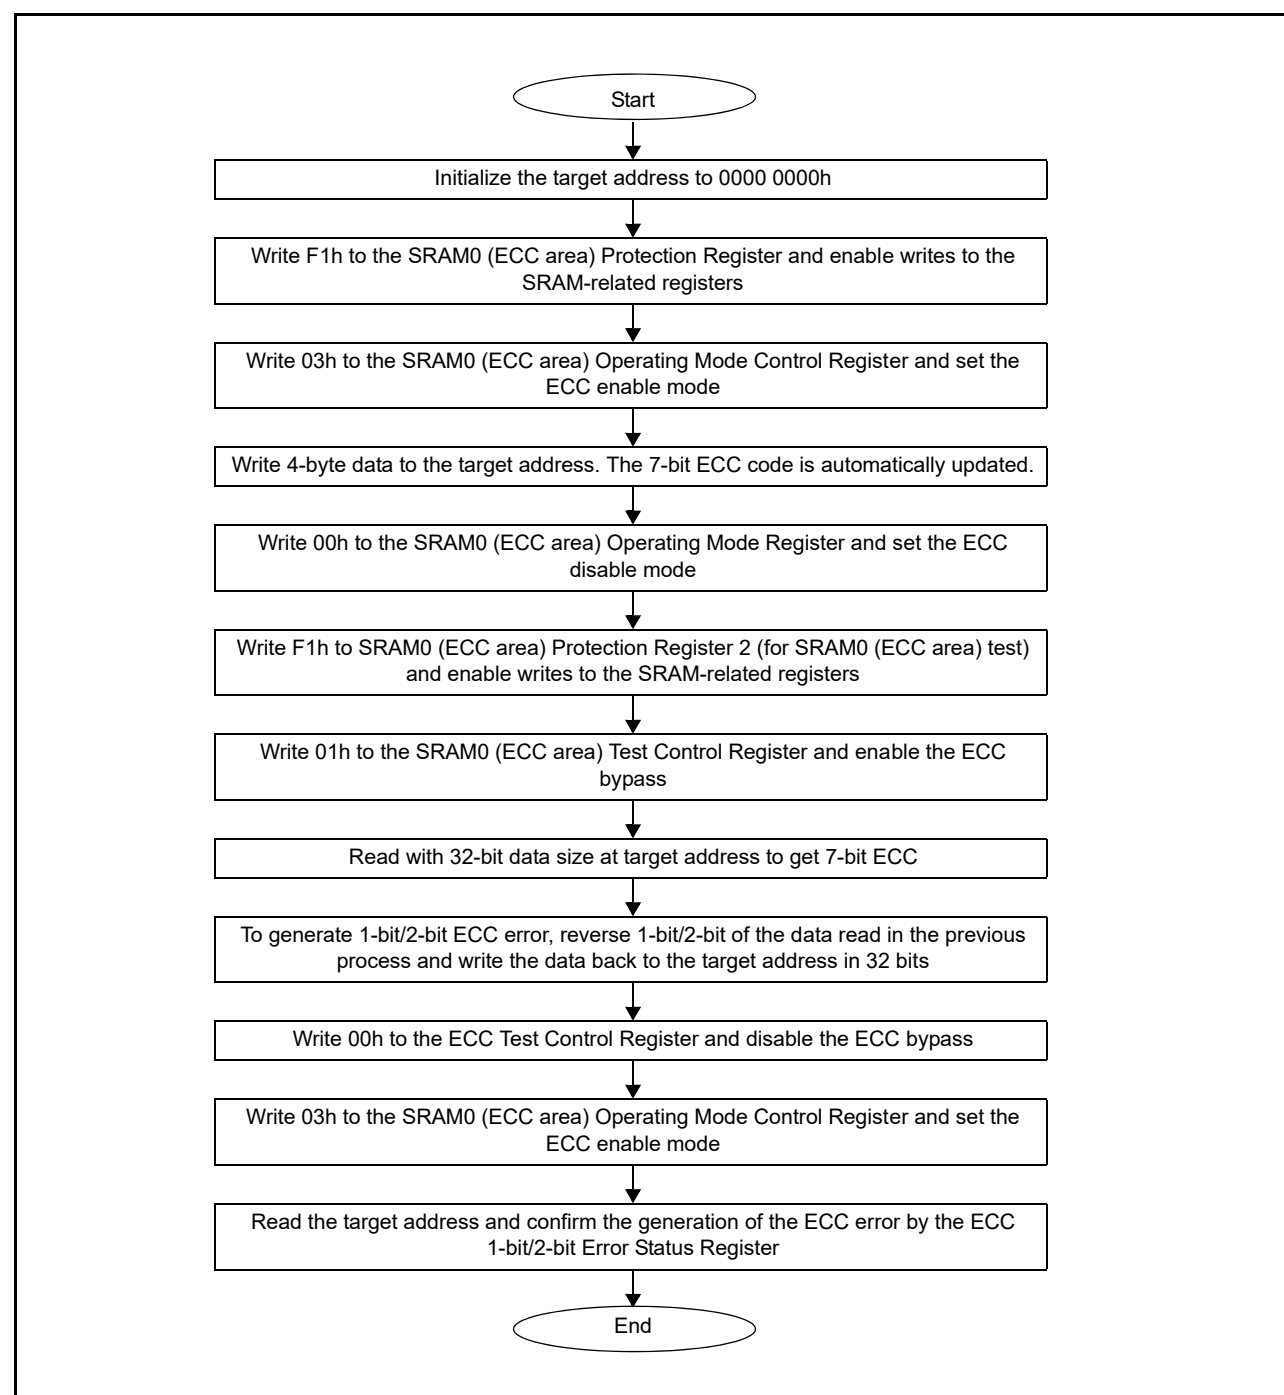 Start
Initialize the target address to 0000 0000h
Write F1h to the SRAM0 (ECC area) Protection Register and enable writes to the
SRAM-related registers
Write 03h to the SRAM0 (ECC area) Operating Mode Control Register and set the
ECC enable mode
Write 4-byte data to the target address. The 7-bit ECC code is automatically updated.
Write 00h to the SRAM0 (ECC area) Operating Mode Register and set the ECC
disable mode
Write F1h to SRAM0 (ECC area) Protection Register 2 (for SRAM0 (ECC area) test)
and enable writes to the SRAM-related registers
Write 01h to the SRAM0 (ECC area) Test Control Register and enable the ECC
bypass
Read with 32-bit data size at target address to get 7-bit ECC
To generate 1-bit/2-bit ECC error, reverse 1-bit/2-bit of the data read in the previous
process and write the data back to the target address in 32 bits
Write 00h to the ECC Test Control Register and disable the ECC bypass
Write 03h to the SRAM0 (ECC area) Operating Mode Control Register and set the
ECC enable mode
Read the target address and confirm the generation of the ECC error by the ECC
1-bit/2-bit Error Status Register
End